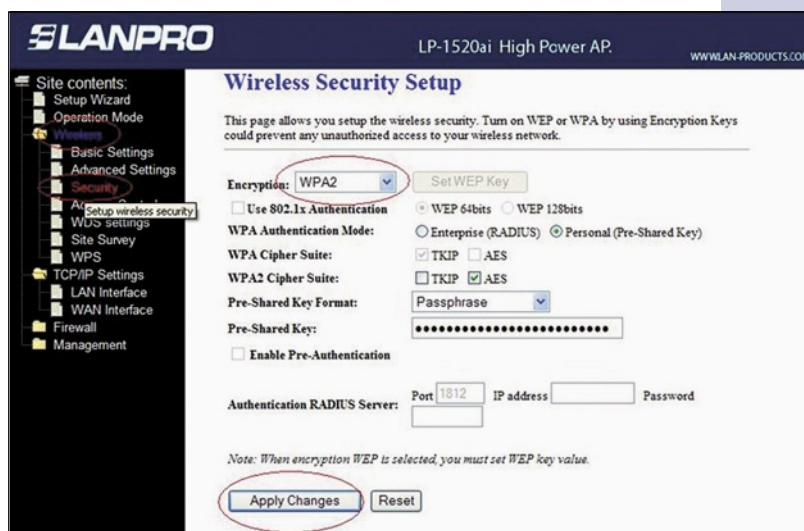 LANPRO
LP-1520ai High Power AP.
WWW.LAN-PRODUCTS.COM
Site contents:
Setup Wizard
Operation Mode
Wireless
Basic Settings
Advanced Settings
Security
Setup wireless security
WDS settings
Site Survey
WPS
TCP/IP Settings
LAN Interface
WAN Interface
Firewall
Management
Wireless Security Setup
This page allows you setup the wireless security. Turn on WEP or WPA by using Encryption Keys
could prevent any unauthorized access to your wireless network.
Encryption: WPA2 Set WEP Key
Use 802.1x Authentication WEP 64bits WEP 128bits
WPA Authentication Mode: Enterprise (RADIUS) Personal (Pre-Shared Key)
WPA Cipher Suite: TKIP AES
WPA2 Cipher Suite: TKIP AES
Pre-Shared Key Format: Passphrase
Pre-Shared Key:
Enable Pre-Authentication
Authentication RADIUS Server: Port 1812 IP address Password
Note: When encryption WEP is selected, you must set WEP key value.
Apply Changes Reset